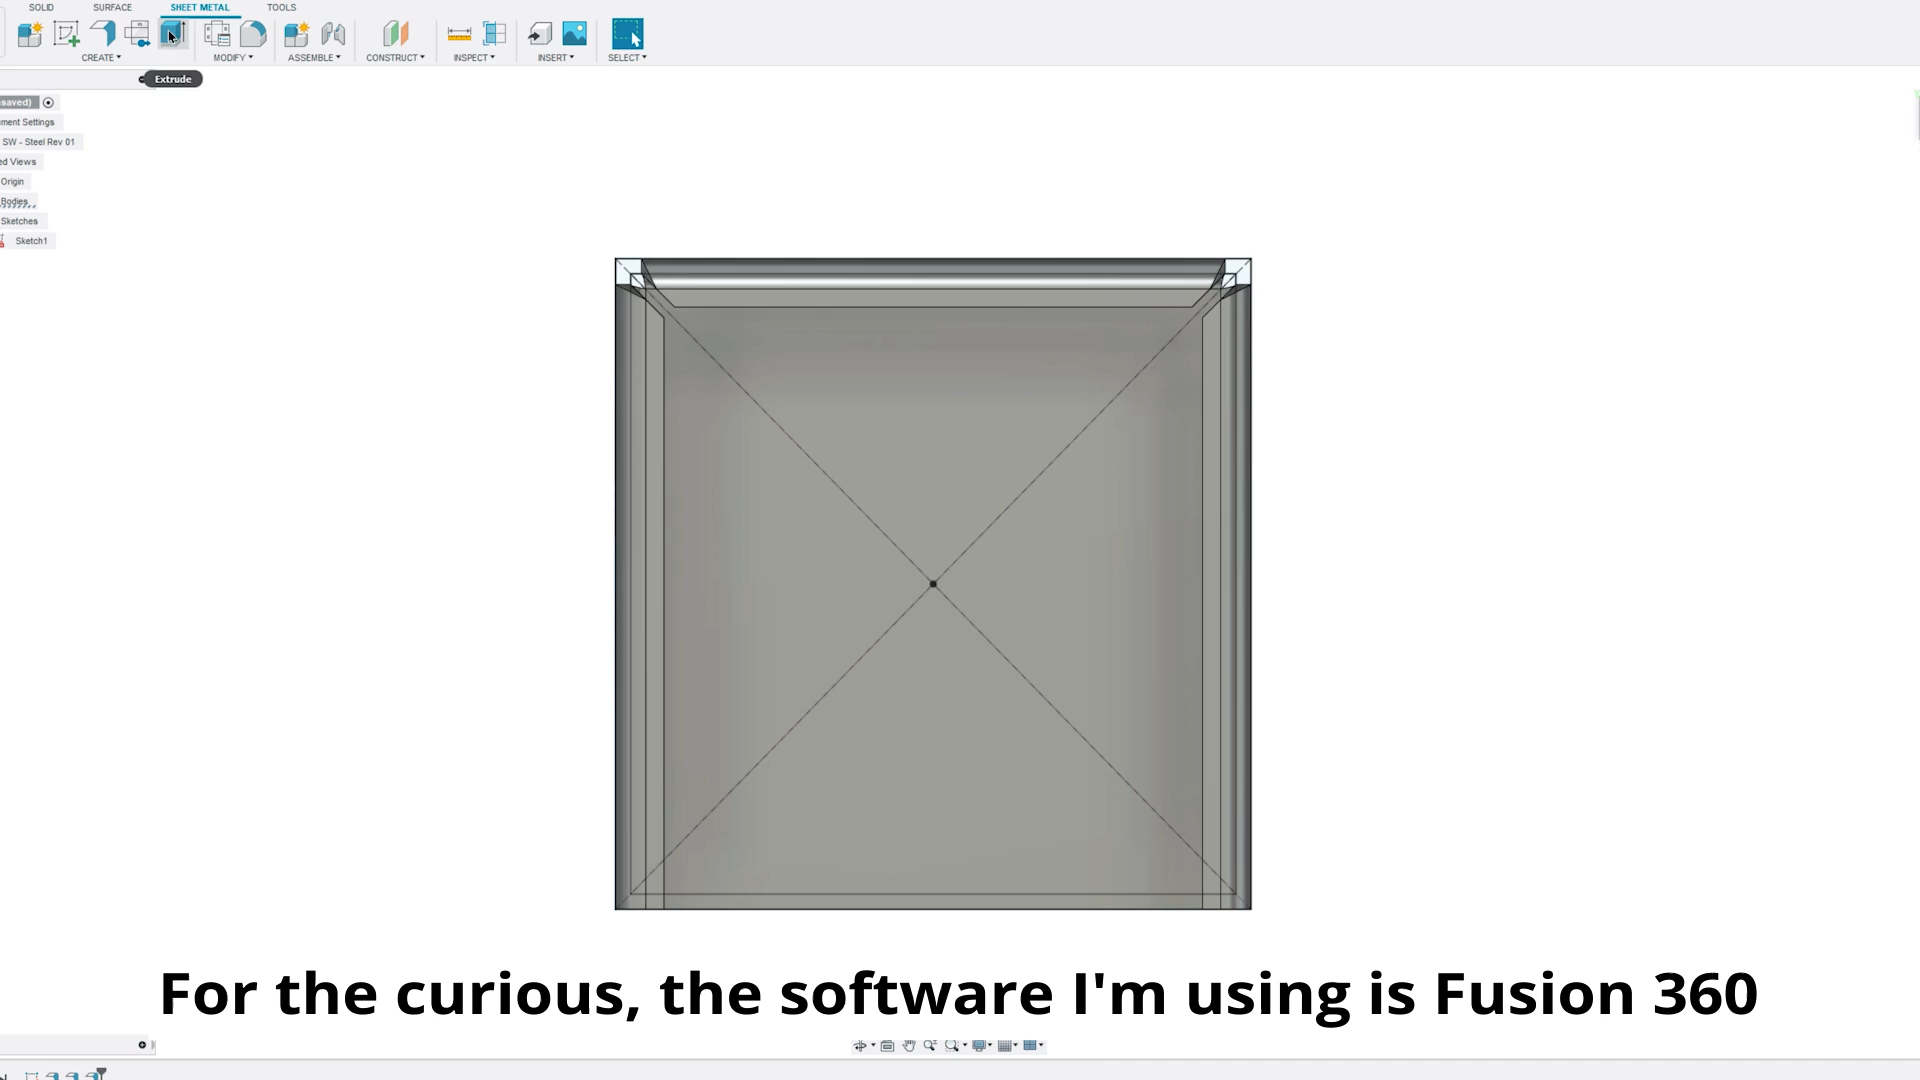 SOLID SURFACE SHEET METAL TOOLS
CREATE MODIFY ASSEMBLE CONSTRUCT INSPECT INSERT SELECT
Extrude
saved)
ment Settings
SW - Steel Rev 01
ed Views
Origin
Bodies
Sketches
Sketch1
For the curious, the software I'm using is Fusion 360